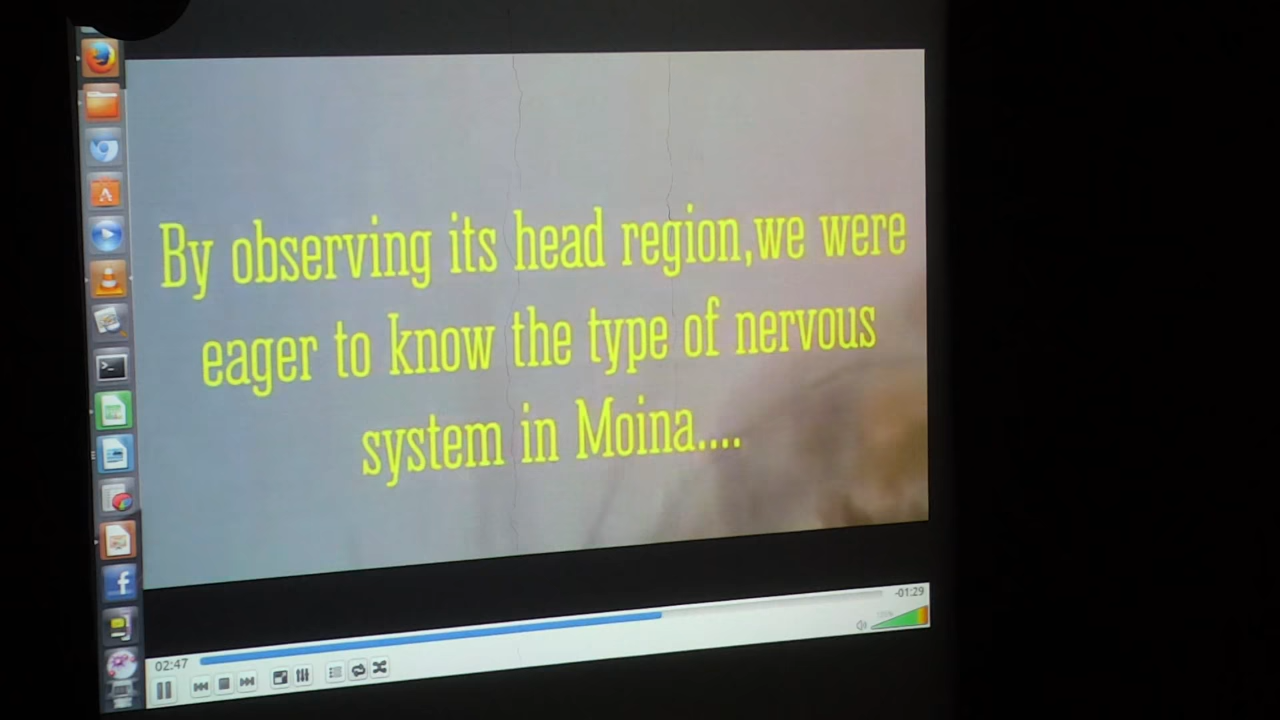 By observing its head region,we were
eager to know the type of nervous
system in Moina....
-01:29
02:47